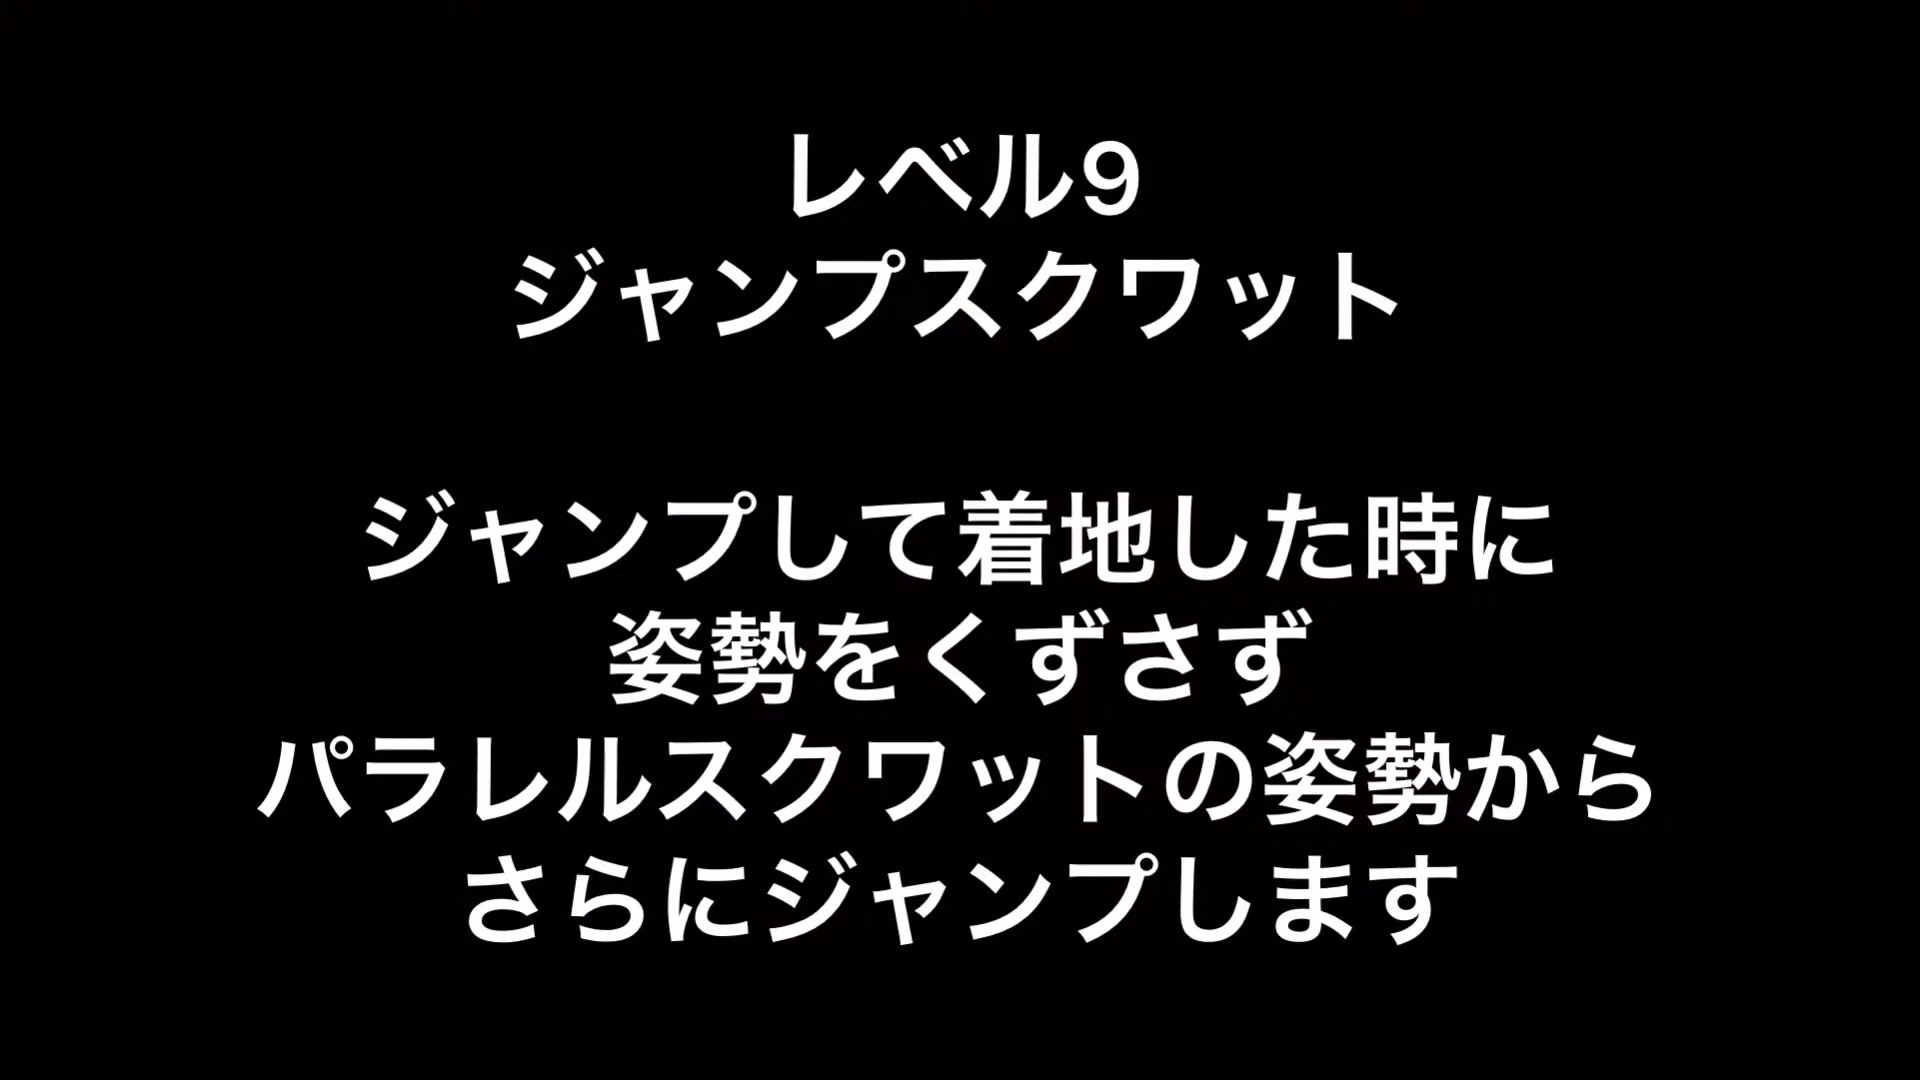 レベル9
ジャンプスクワット
ジャンプして着地した時に
姿勢をくずさず
パラレルスクワットの姿勢から
さらにジャンプします